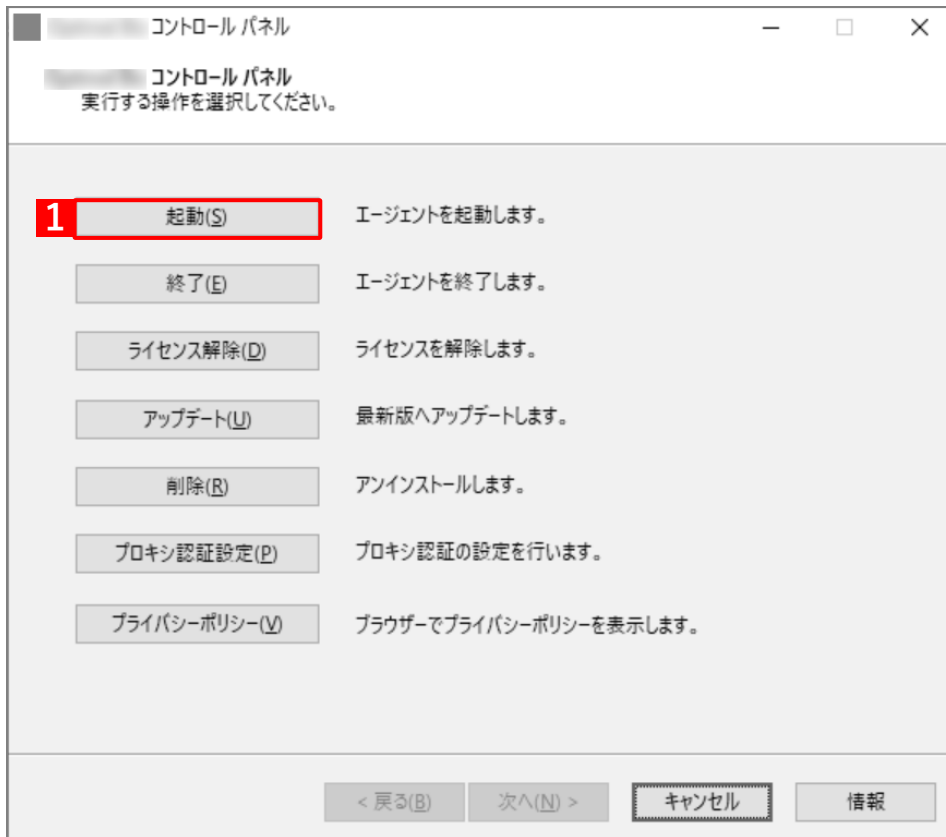 コントロール パネル
コントロール パネル
実行する操作を選択してください。
1 起動(S) エージェントを起動します。
終了(E) エージェントを終了します。
ライセンス解除(D) ライセンスを解除します。
アップデート(U) 最新版へアップデートします。
削除(R) アンインストールします。
プロキシ認証設定(P) プロキシ認証の設定を行います。
プライバシーポリシー(V) ブラウザーでプライバシーポリシーを表示します。
< 戻る(B) 次へ(N) > キャンセル 情報